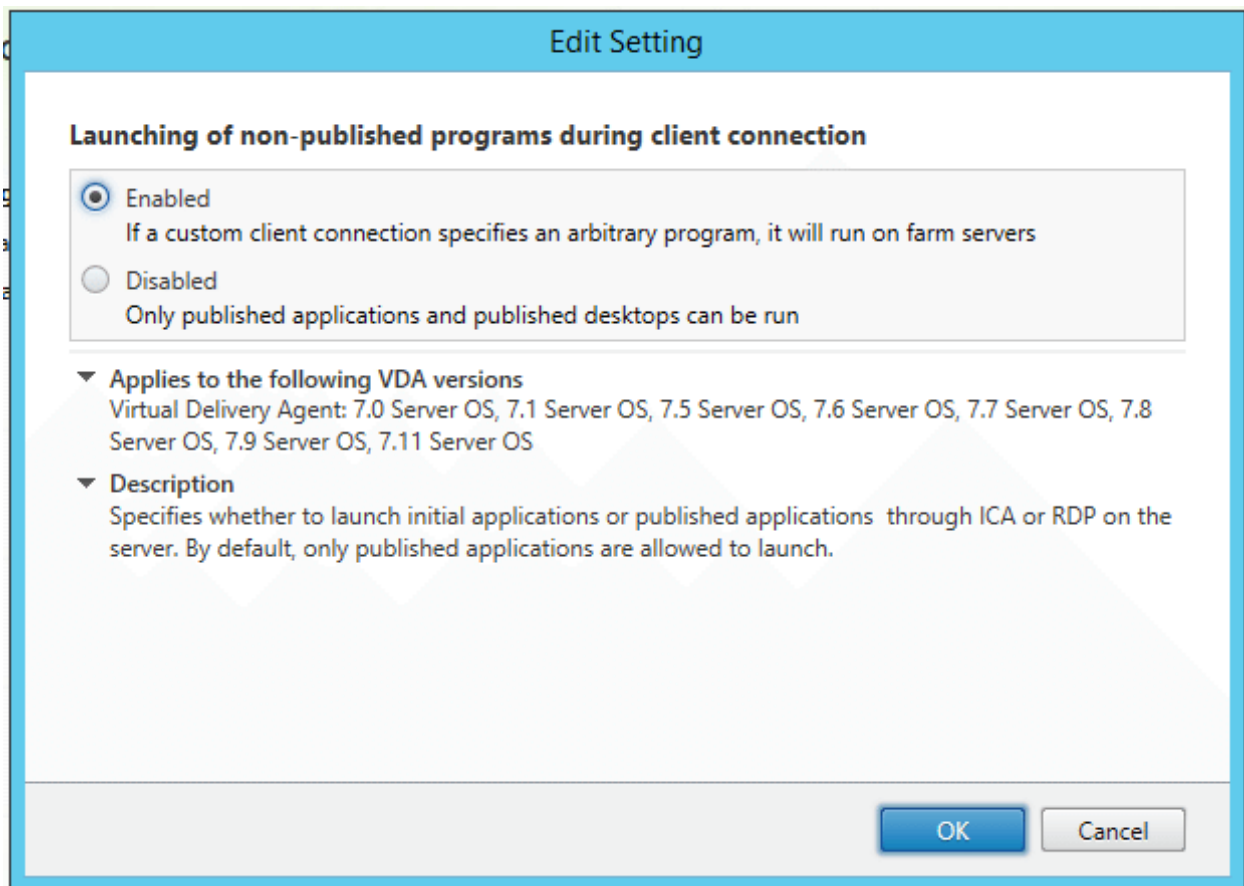 Edit Setting
Launching of non-published programs during client connection
Enabled
If a custom client connection specifies an arbitrary program, it will run on farm servers
Disabled
Only published applications and published desktops can be run
Applies to the following VDA versions
Virtual Delivery Agent: 7.0 Server OS, 7.1 Server OS, 7.5 Server OS, 7.6 Server OS, 7.7 Server OS, 7.8
Server OS, 7.9 Server OS, 7.11 Server OS
Description
Specifies whether to launch initial applications or published applications  through ICA or RDP on the
server. By default, only published applications are allowed to launch.
OK
Cancel